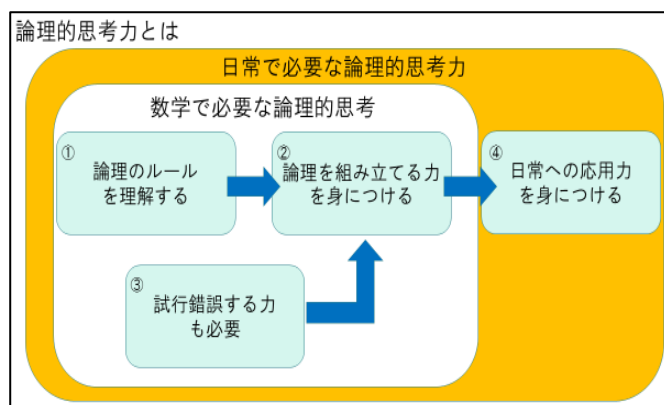 論理的思考力とは
日常で必要な論理的思考力
数学で必要な論理的思考
①
論理のルール
を理解する
②
論理を組み立てる力
を身につける
④
日常への応用力
を身につける
③
試行錯誤する力
も必要